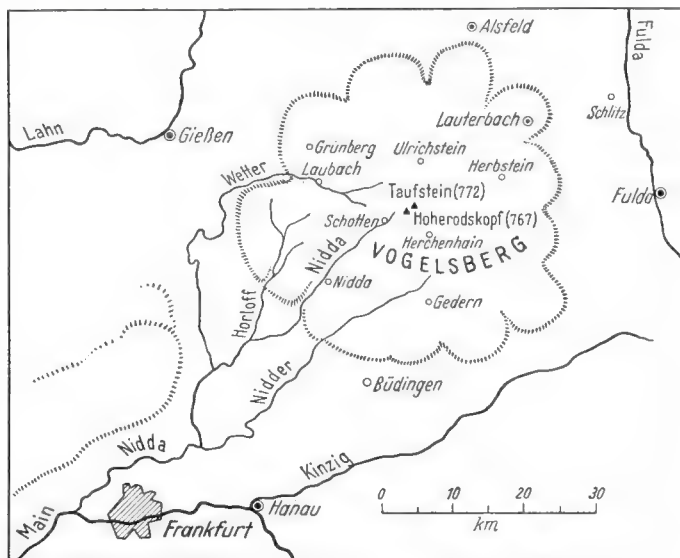 Alsfeld
Fulda
Schlitz
Lahn
Gießen
Lauterbach
Grünberg
Ulrichstein
Wetter
Laubach
Herbstein
Taufstein (772)
Fulda
Schotten
Hoherodskopf (767)
Herchenhain
VOGELSBERG
Nidda
Nidda
Horloff
Gedern
Nidder
Büdingen
Nidda
Kinzig
Main
Frankfurt
Hanau
0 10 20 30
km